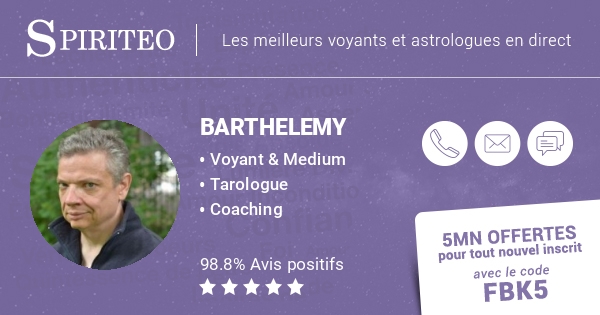 SPIRITEO
Les meilleurs voyants et astrologues en direct
BARTHELEMY
• Voyant & Medium
• Tarologue
• Coaching
98.8% Avis positifs
5MN OFFERTES
pour tout nouvel inscrit
avec le code
FBK5